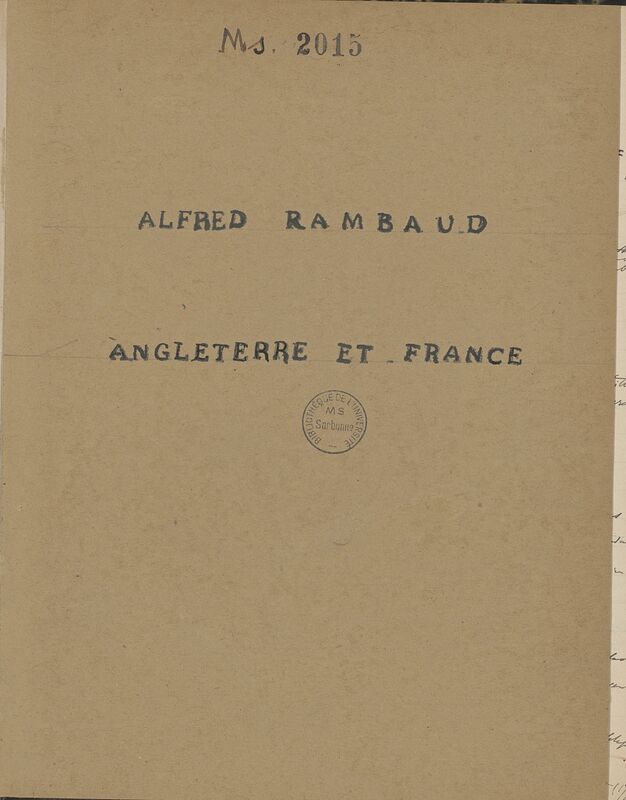 Ms. 2015
ALFRED RAMBAUD
ANGLETERRE ET FRANCE
BIBLIOTHÈQUE DE L'UNIVERSITÉ
MS
Sorbonne